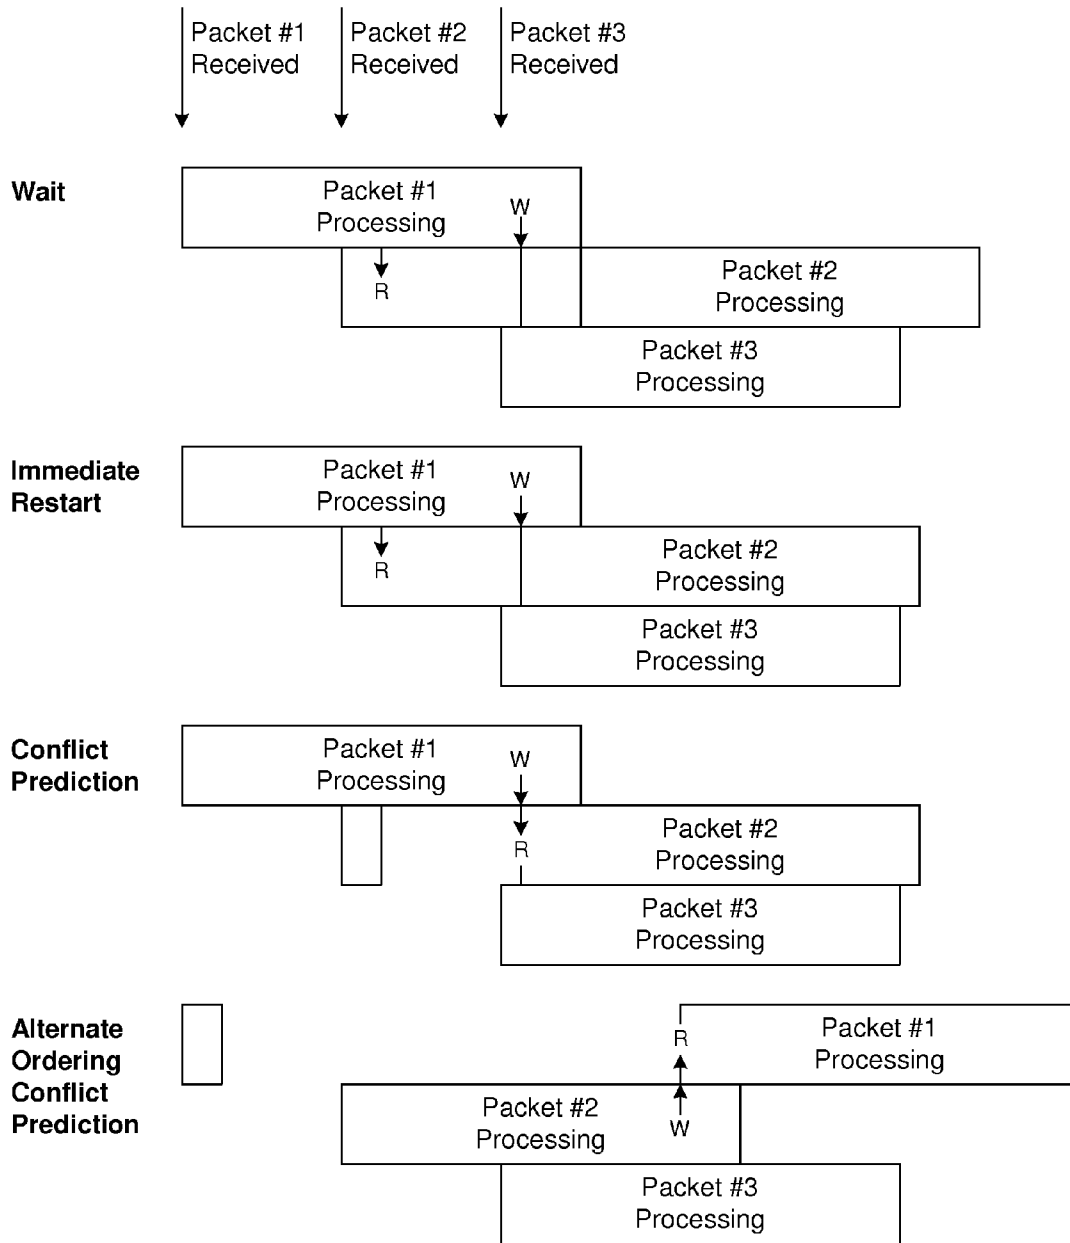 Packet #1
Received
Packet #2
Received
Packet #3
Received
Wait
Packet #1
Processing
W
R
Packet #2
Processing
Packet #3
Processing
Immediate
Restart
Packet #1
Processing
W
R
Packet #2
Processing
Packet #3
Processing
Conflict
Prediction
Packet #1
Processing
W
R
Packet #2
Processing
Packet #3
Processing
Alternate
Ordering
Conflict
Prediction
R
Packet #1
Processing
Packet #2
Processing
W
Packet #3
Processing